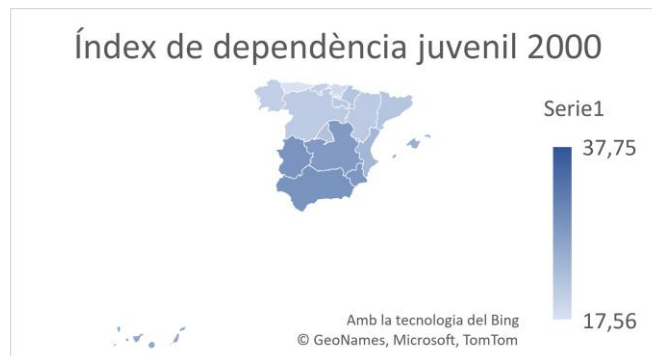 Índex de dependència juvenil 2000
Serie1
37,75
17,56
Amb la tecnologia del Bing
© GeoNames, Microsoft, TomTom